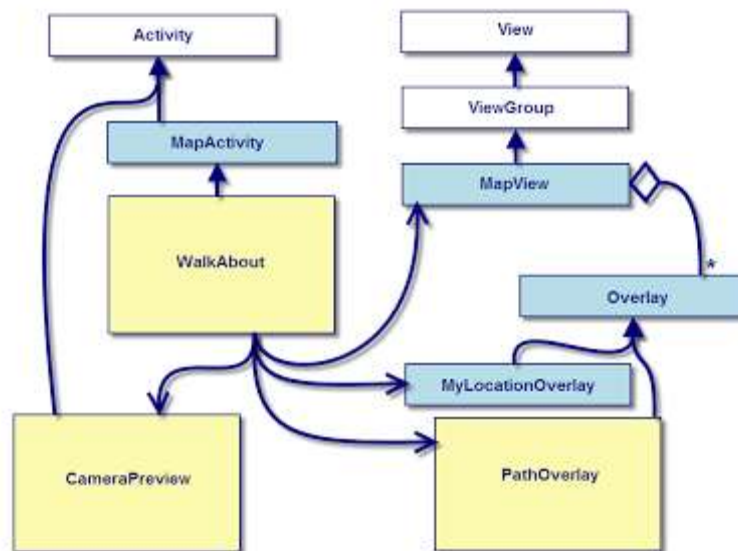 Activity
View
ViewGroup
MapActivity
MapView
WalkAbout
*
Overlay
MyLocationOverlay
CameraPreview
PathOverlay